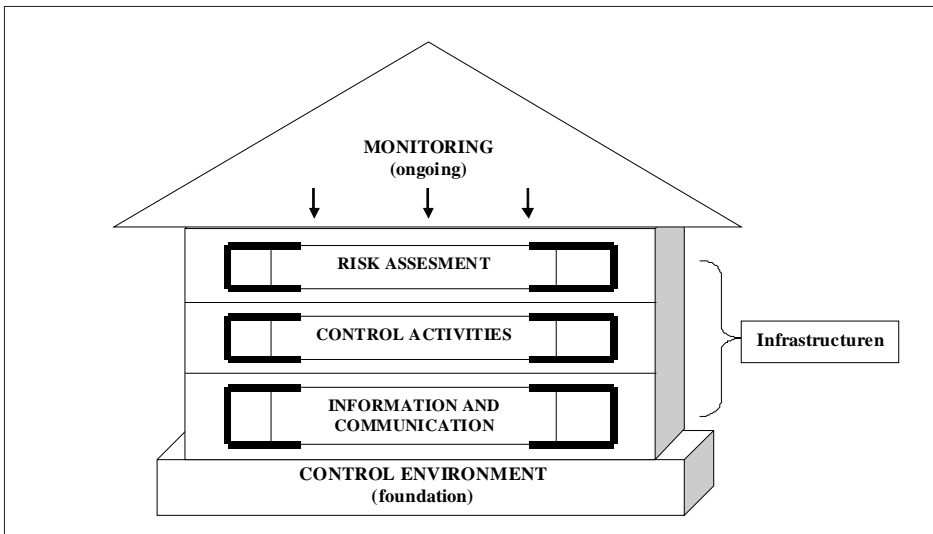 MONITORING
(ongoing)
RISK ASSESMENT
CONTROL ACTIVITIES
Infrastructuren
INFORMATION AND
COMMUNICATION
CONTROL ENVIRONMENT
(foundation)